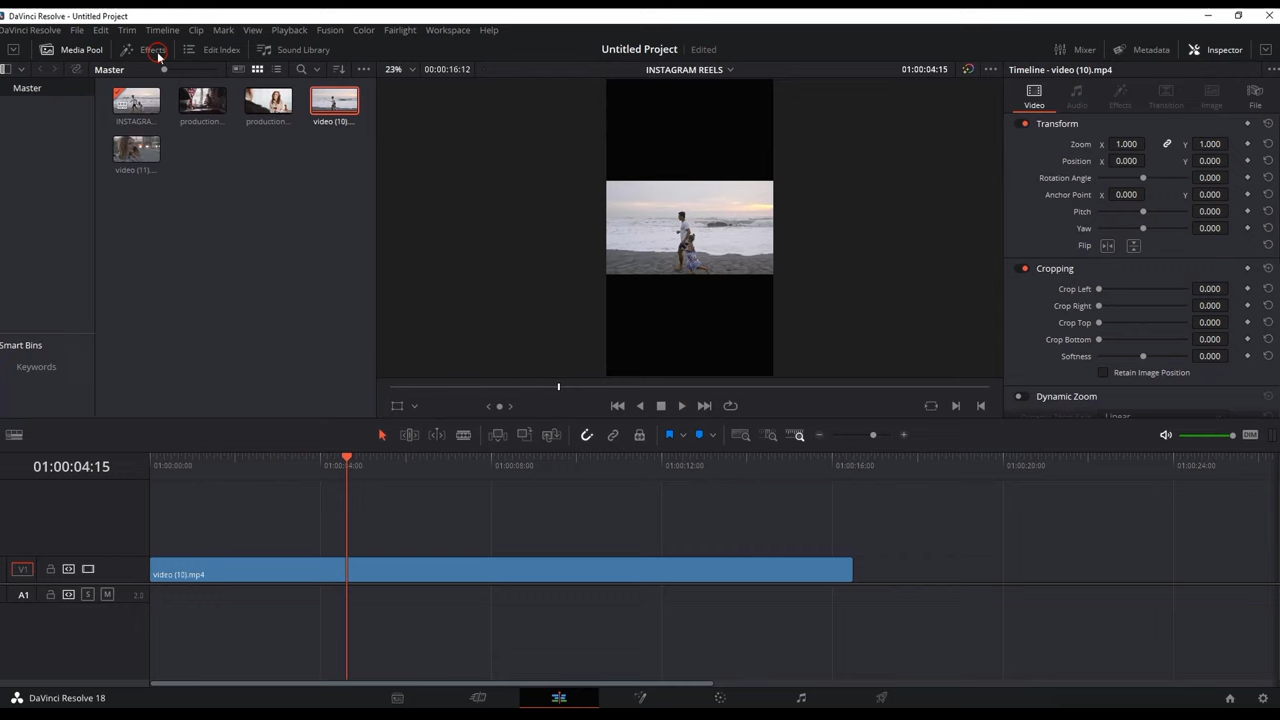 DaVinci Resolve - Untitled Project
DaVinci Resolve File Edit Trim Timeline Clip Mark View Playback Fusion Color Fairlight Workspace Help
Media Pool Effects Edit Index Sound Library Untitled Project Edited Mixer Metadata Inspector
Master 23% 00:00:16:12 INSTAGRAM REELS 01:00:04:15 Timeline - video (10).mp4
Master
INSTAGRA... production... production... video (10)....
video (11)....
Smart Bins
Keywords
Video Audio Effects Transition Image File
Transform
Zoom X 1.000 Y 1.000
Position X 0.000 Y 0.000
Rotation Angle 0.000
Anchor Point X 0.000 Y 0.000
Pitch 0.000
Yaw 0.000
Flip
Cropping
Crop Left 0.000
Crop Right 0.000
Crop Top 0.000
Crop Bottom 0.000
Softness 0.000
Retain Image Position
Dynamic Zoom
Linear
DIM
01:00:04:15 01:00:00:00 01:00:04:00 01:00:08:00 01:00:12:00 01:00:16:00 01:00:20:00 01:00:24:00
V1 video (10).mp4
A1 S M 2.0
DaVinci Resolve 18